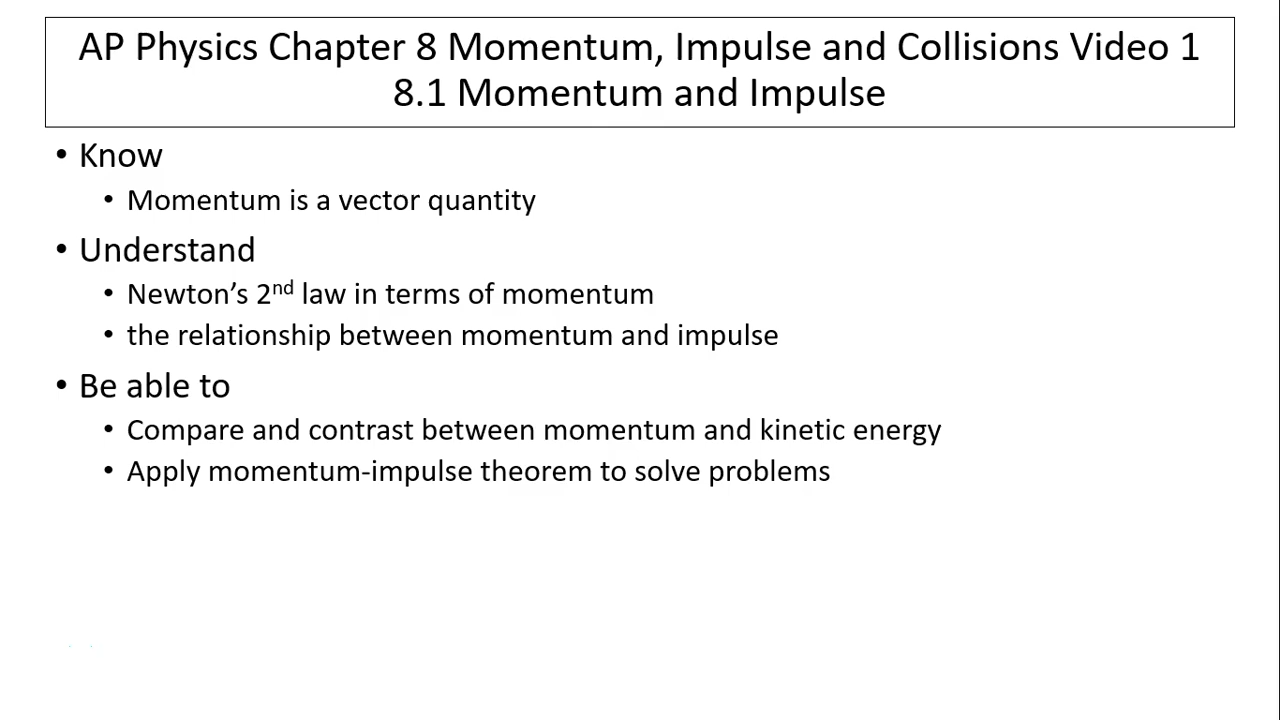 AP Physics Chapter 8 Momentum, Impulse and Collisions Video 1
8.1 Momentum and Impulse
• Know
• Momentum is a vector quantity
• Understand
• Newton’s 2nd law in terms of momentum
• the relationship between momentum and impulse
• Be able to
• Compare and contrast between momentum and kinetic energy
• Apply momentum-impulse theorem to solve problems